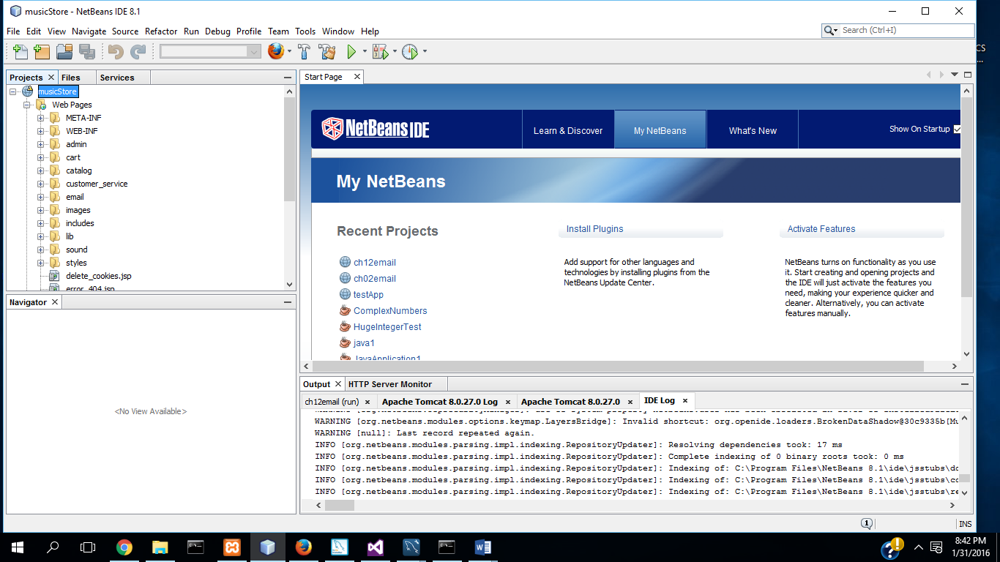 musicStore - NetBeans IDE 8.1
File Edit View Navigate Source Refactor Run Debug Profile Team Tools Window Help
Search (Ctrl+I)
CS
...
Projects Files Services
musicStore
Web Pages
META-INF
WEB-INF
admin
cart
catalog
customer_service
email
images
includes
lib
sound
styles
delete_cookies.jsp
error_404.jsp
Navigator
<No View Available>
Start Page
NetBeans IDE
Learn & Discover
My NetBeans
What's New
Show On Startup
My NetBeans
Recent Projects
ch12email
ch02email
testApp
ComplexNumbers
HugeIntegerTest
java1
JavaApplication1
Install Plugins
Add support for other languages and
technologies by installing plugins from the
NetBeans Update Center.
Activate Features
NetBeans turns on functionality as you use
it. Start creating and opening projects and
the IDE will just activate the features you
need, making your experience quicker and
cleaner. Alternatively, you can activate
features manually.
Output HTTP Server Monitor
ch12email (run) Apache Tomcat 8.0.27.0 Log Apache Tomcat 8.0.27.0 IDE Log
WARNING [org.netbeans.modules.options.keymap.LayersBridge]: Invalid shortcut: org.openide.loaders.BrokenDataShadow@30c9335b[Mu
WARNING [null]: Last record repeated again.
INFO [org.netbeans.modules.parsing.impl.indexing.RepositoryUpdater]: Resolving dependencies took: 17 ms
INFO [org.netbeans.modules.parsing.impl.indexing.RepositoryUpdater]: Complete indexing of 0 binary roots took: 0 ms
INFO [org.netbeans.modules.parsing.impl.indexing.RepositoryUpdater]: Indexing of: C:\Program Files\NetBeans 8.1\ide\jsstubs\do
INFO [org.netbeans.modules.parsing.impl.indexing.RepositoryUpdater]: Indexing of: C:\Program Files\NetBeans 8.1\ide\jsstubs\co
INFO [org.netbeans.modules.parsing.impl.indexing.RepositoryUpdater]: Indexing of: C:\Program Files\NetBeans 8.1\ide\jsstubs\re
1
INS
8:42 PM
1/31/2016